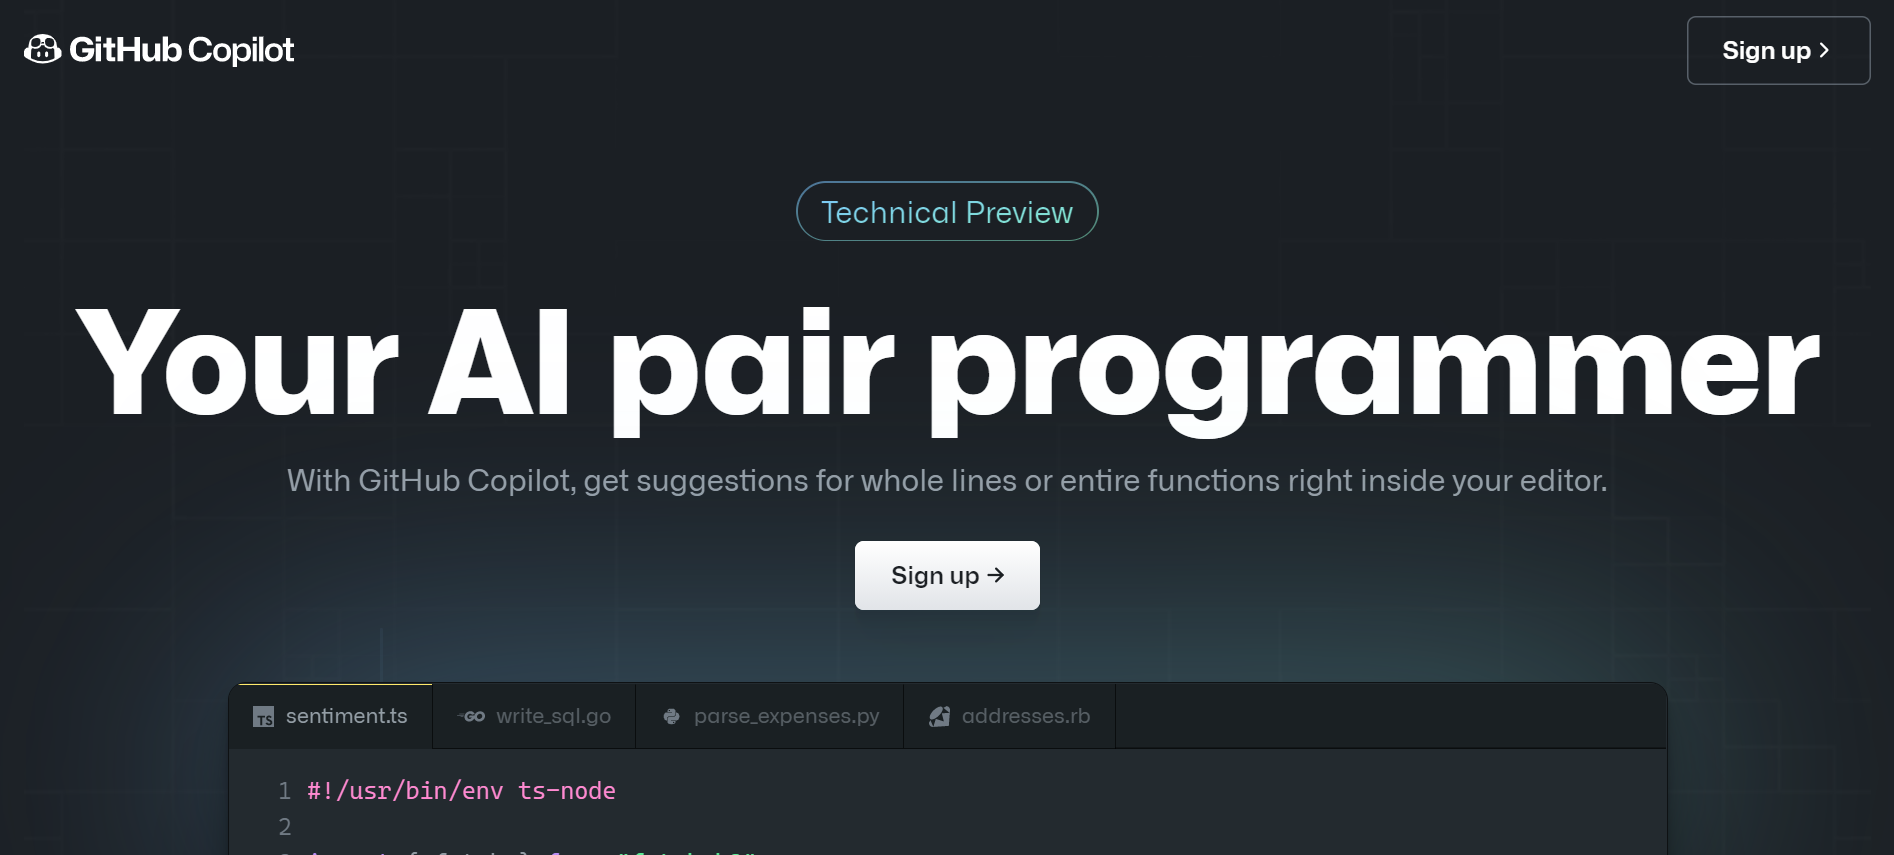 GitHub Copilot
Sign up
Technical Preview
Your AI pair programmer
With GitHub Copilot, get suggestions for whole lines or entire functions right inside your editor.
Sign up →
TS sentiment.ts
GO write_sql.go
parse_expenses.py
addresses.rb
1 #!/usr/bin/env ts-node
2